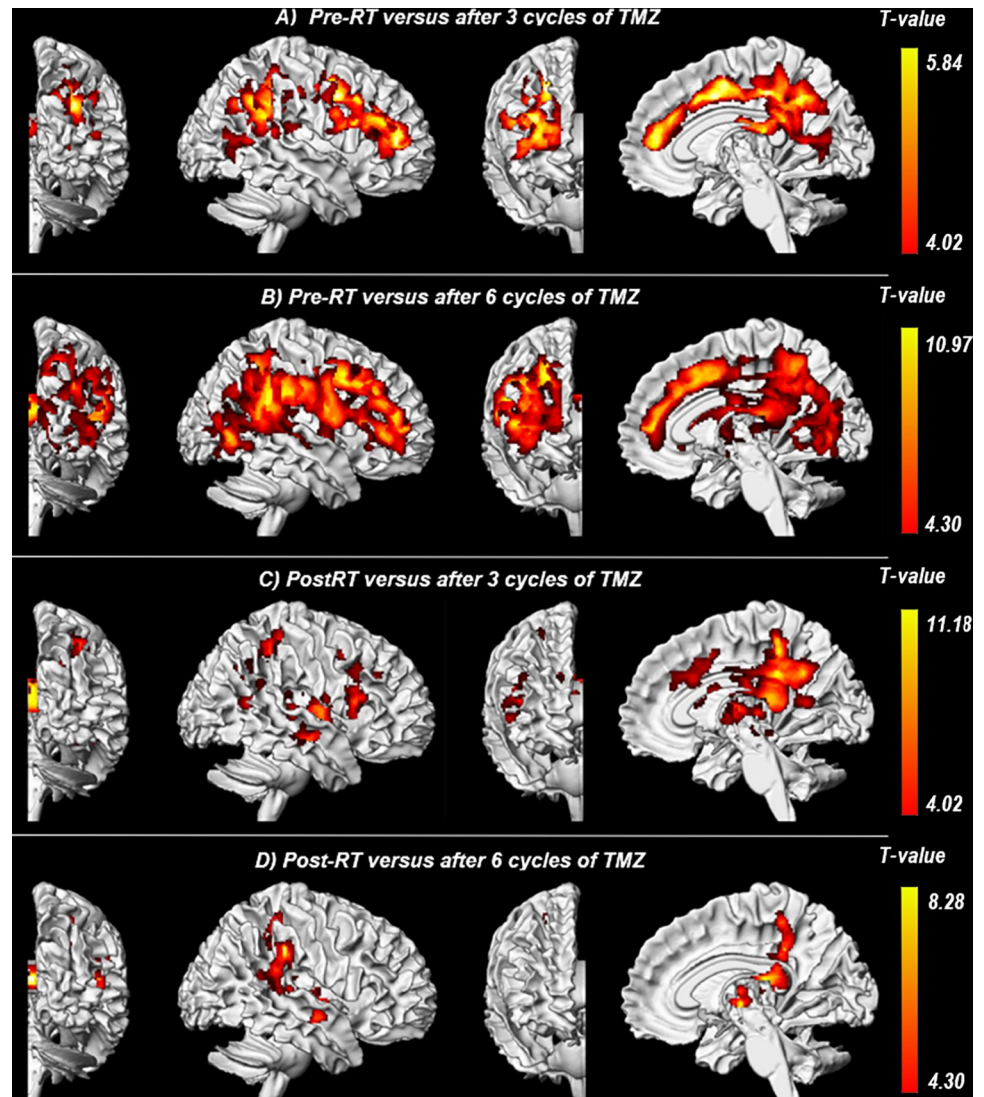 A) Pre-RT versus after 3 cycles of TMZ
T-value
5.84
4.02
B) Pre-RT versus after 6 cycles of TMZ
T-value
10.97
4.30
C) PostRT versus after 3 cycles of TMZ
T-value
11.18
4.02
D) Post-RT versus after 6 cycles of TMZ
T-value
8.28
4.30